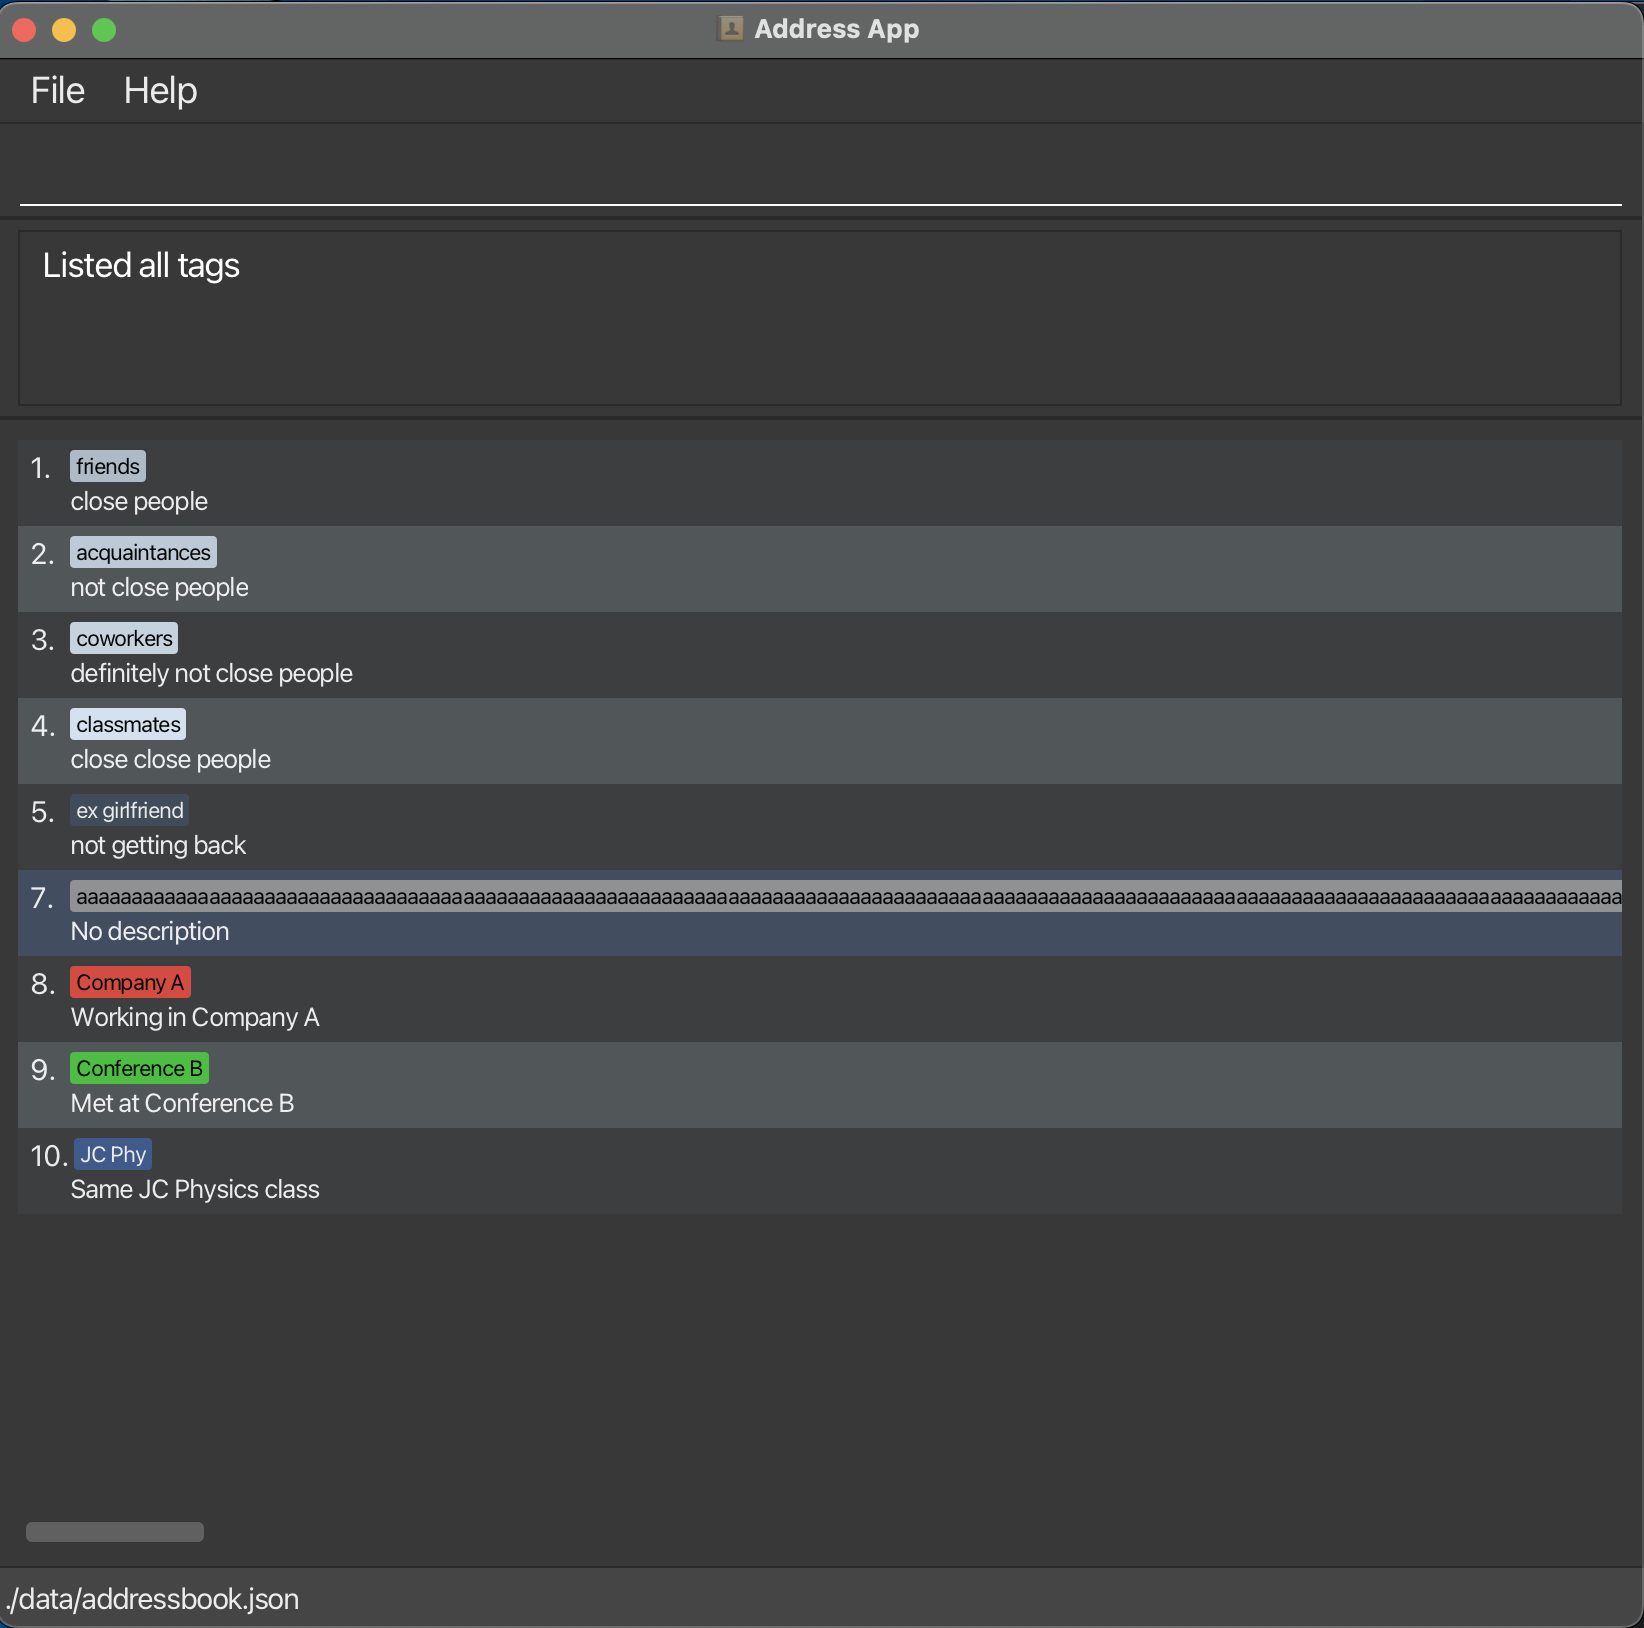 Address App
File Help
Listed all tags
1. friends
close people
2. acquaintances
not close people
3. coworkers
definitely not close people
4. classmates
close close people
5. ex girlfriend
not getting back
7.
No description
8. Company A
Working in Company A
9. Conference B
Met at Conference B
10. JC Phy
Same JC Physics class
./data/addressbook.json